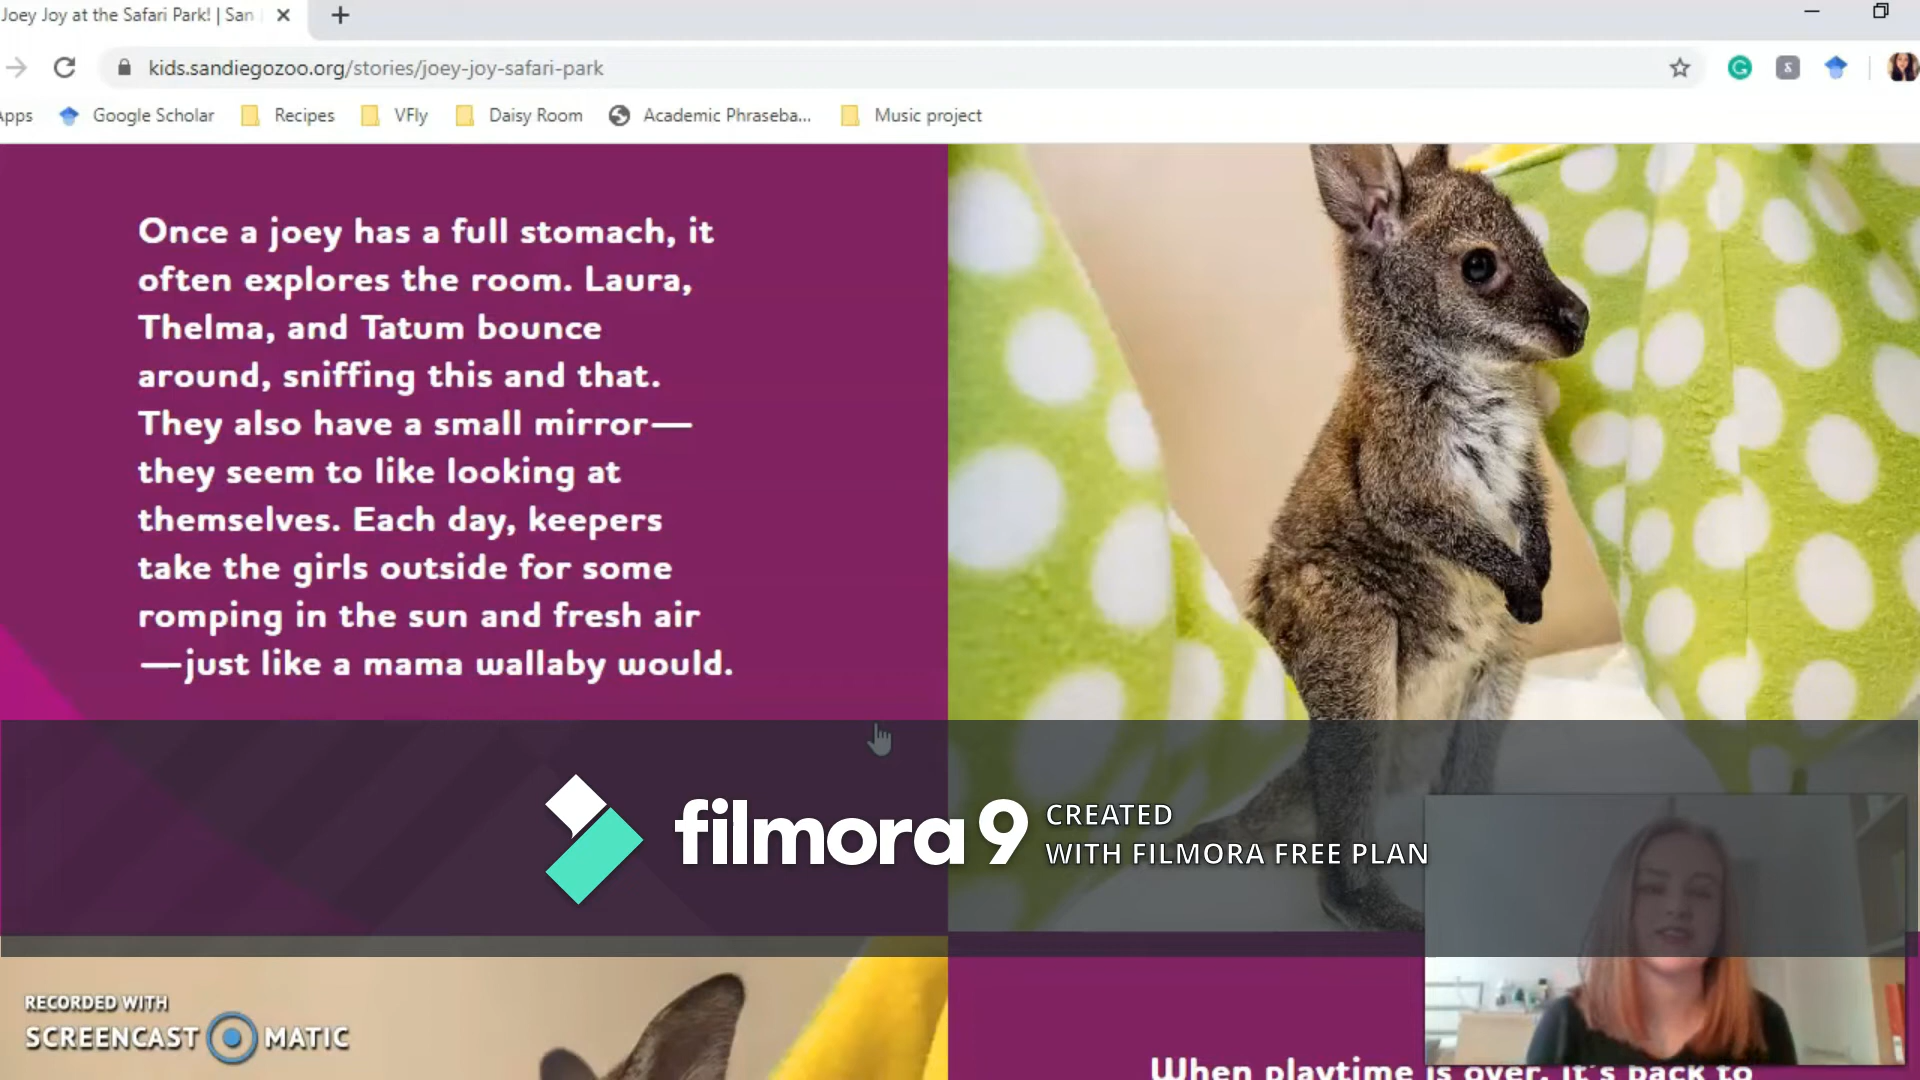 Joey Joy at the Safari Park! | San
kids.sandiegozoo.org/stories/joey-joy-safari-park
Apps Google Scholar Recipes VFly Daisy Room Academic Phraseba... Music project
Once a joey has a full stomach, it
often explores the room. Laura,
Thelma, and Tatum bounce
around, sniffing this and that.
They also have a small mirror—
they seem to like looking at
themselves. Each day, keepers
take the girls outside for some
romping in the sun and fresh air
—just like a mama wallaby would.
filmora9 CREATED
WITH FILMORA FREE PLAN
RECORDED WITH
SCREENCAST MATIC
When playtime is over, it's back to